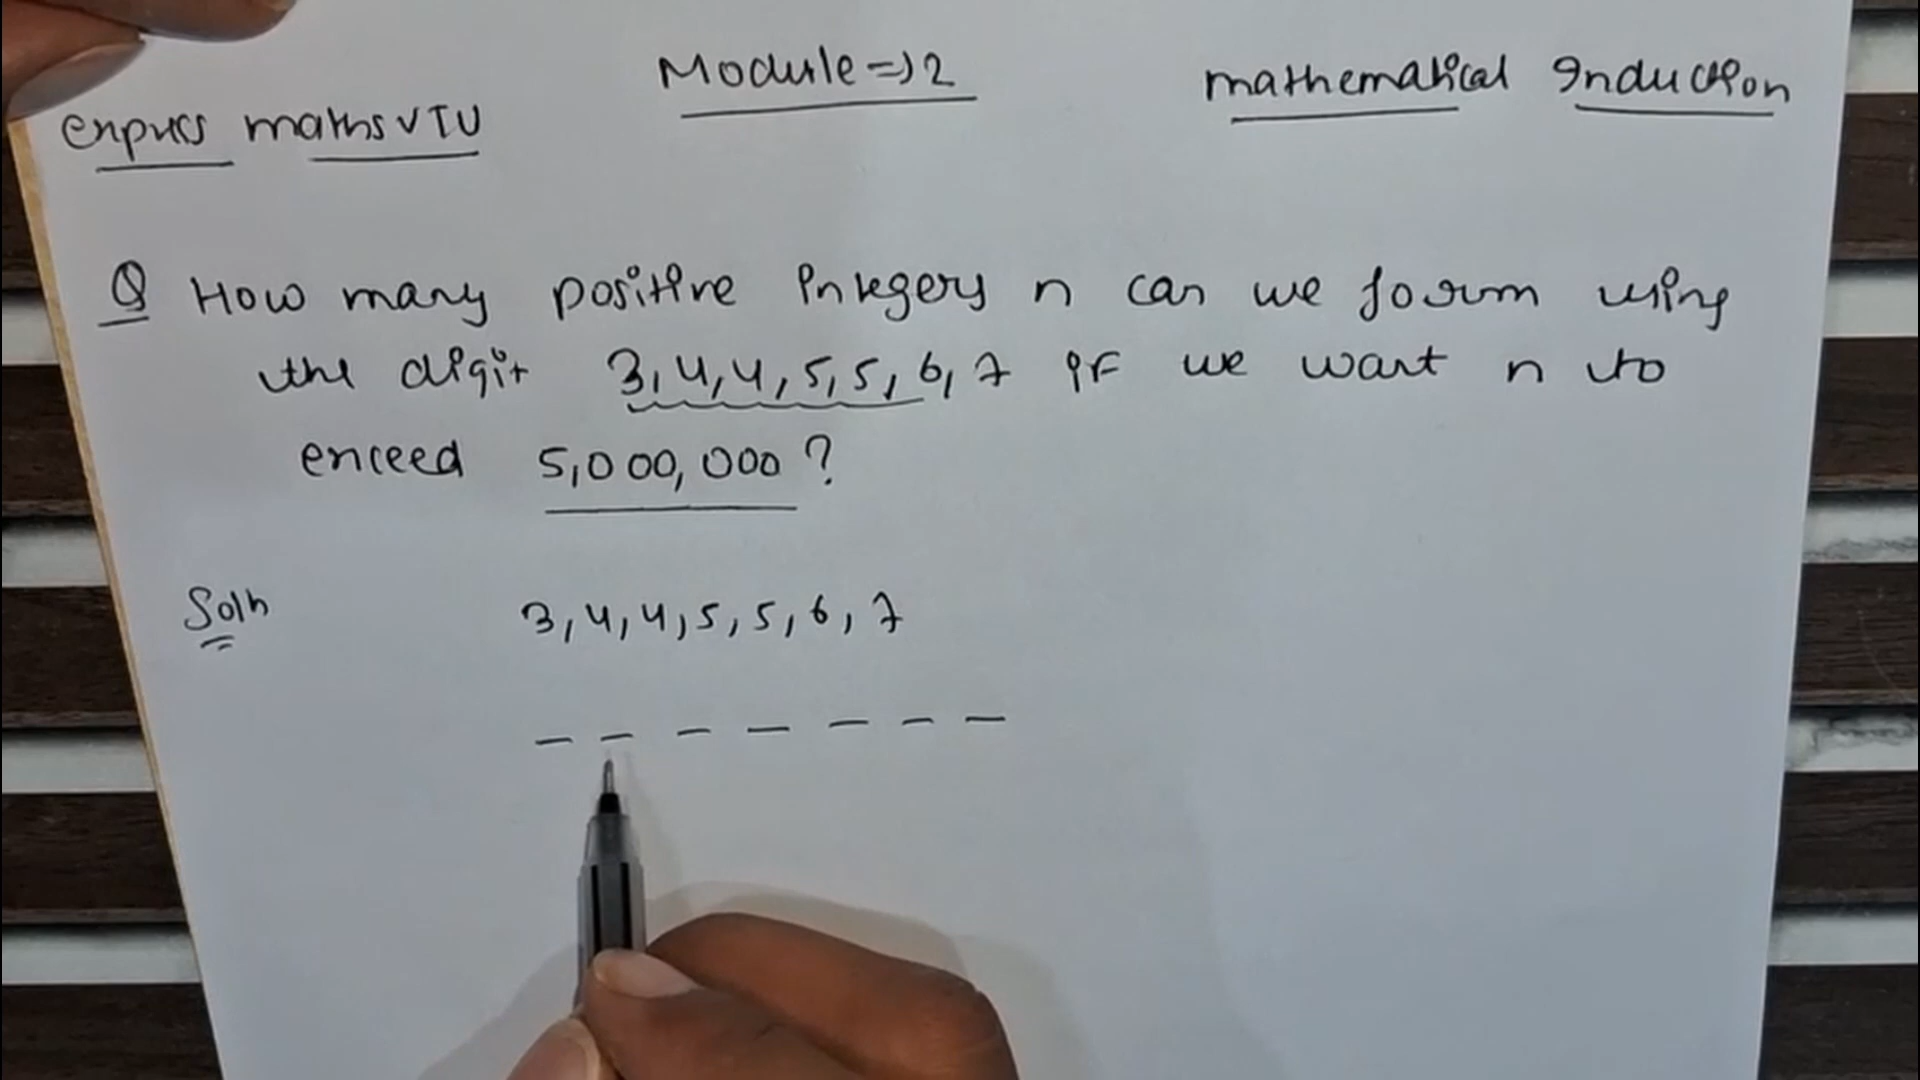 Module => 2
mathematical Induction
express maths VTU
Q How many positive integers n can we form using
the digit 3,4,4,5,5,6,7 if we want n to
exceed 5,000,000 ?
Soln 3,4,4,5,5,6,7
_ _ _ _ _ _ _